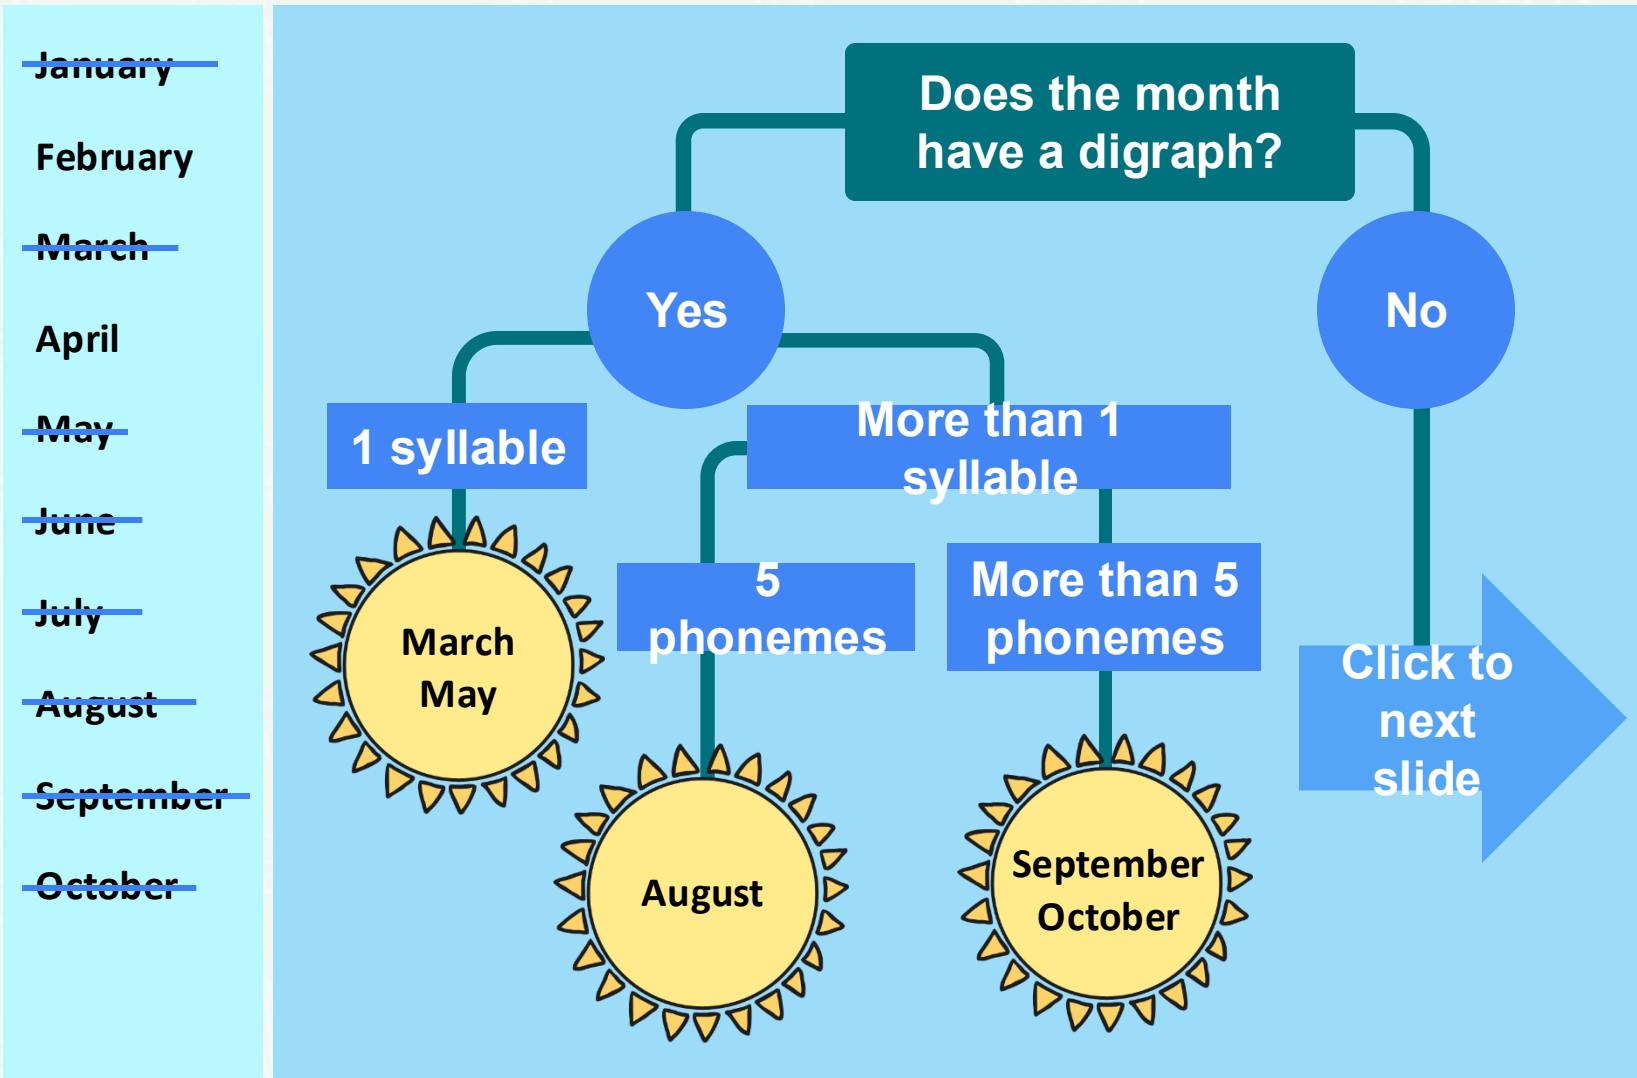 January
February
March
April
May
June
July
August
September
October
Does the month
have a digraph?
Yes
No
1 syllable
More than 1
syllable
5
phonemes
More than 5
phonemes
March
May
August
September
October
Click to
next
slide